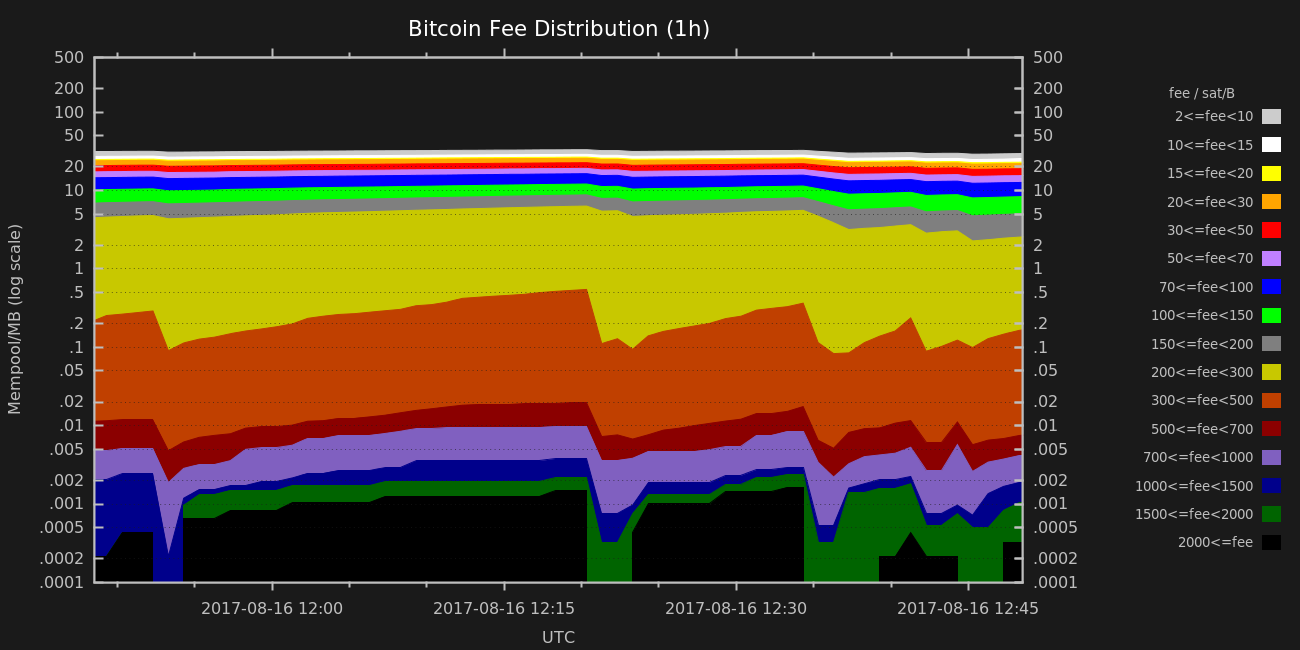 Bitcoin Fee Distribution (1h)
500 500
200 200
100 100
50 50
20 20
10 10
5 5
2 2
1 1
.5 .5
.2 .2
.1 .1
.05 .05
.02 .02
.01 .01
.005 .005
.002 .002
.001 .001
.0005 .0005
.0002 .0002
.0001 .0001
Mempool/MB (log scale)
2017-08-16 12:00 2017-08-16 12:15 2017-08-16 12:30 2017-08-16 12:45
UTC
fee / sat/B
2<=fee<10
10<=fee<15
15<=fee<20
20<=fee<30
30<=fee<50
50<=fee<70
70<=fee<100
100<=fee<150
150<=fee<200
200<=fee<300
300<=fee<500
500<=fee<700
700<=fee<1000
1000<=fee<1500
1500<=fee<2000
2000<=fee